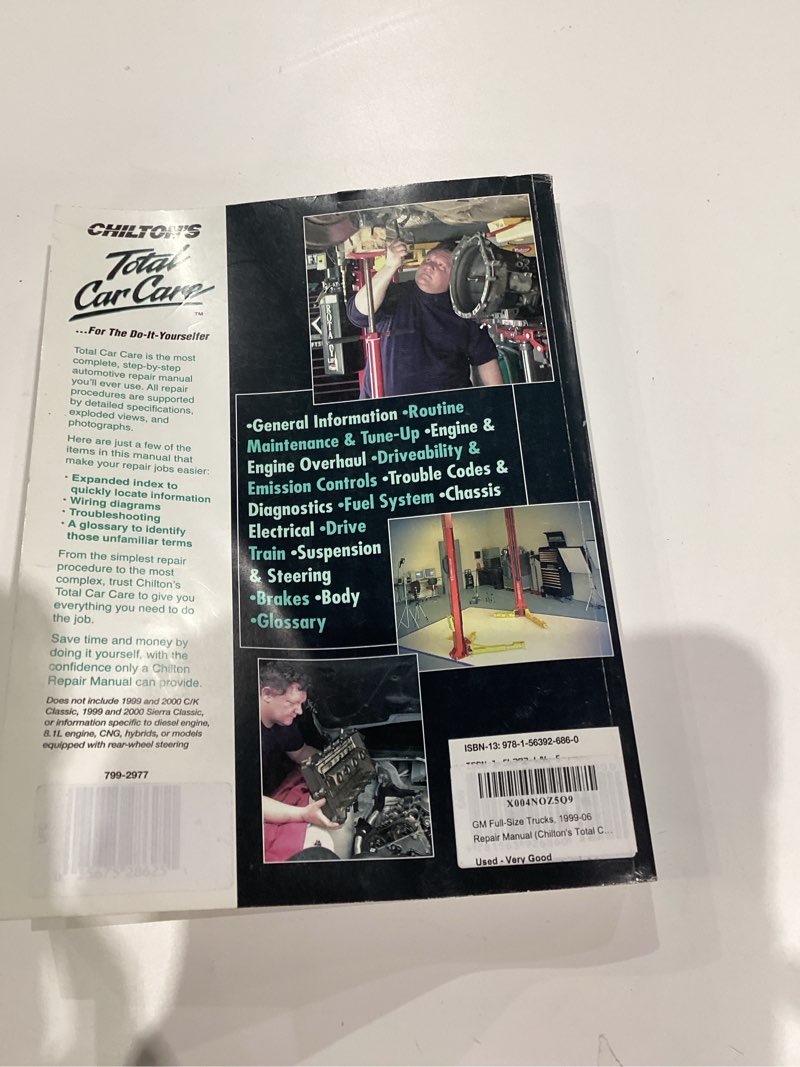 CHILTON'S
Total
Car Care
™
...For The Do-It-Yourselfer
Total Car Care is the most
complete, step-by-step
automotive repair manual
you'll ever use. All repair
procedures are supported
by detailed specifications,
exploded views, and
photographs.
Here are just a few of the
items in this manual that
make your repair jobs easier:
• Expanded index to
quickly locate information
• Wiring diagrams
• Troubleshooting
• A glossary to identify
those unfamiliar terms
From the simplest repair
procedure to the most
complex, trust Chilton's
Total Car Care to give you
everything you need to do
the job.
Save time and money by
doing it yourself, with the
confidence only a Chilton
Repair Manual can provide.
Does not include 1999 and 2000 C/K
Classic, 1999 and 2000 Sierra Classic,
or information specific to diesel engine,
8.1L engine, CNG, hybrids, or models
equipped with rear-wheel steering
799-2977
•General Information •Routine
Maintenance & Tune-Up •Engine &
Engine Overhaul •Driveability &
Emission Controls •Trouble Codes &
Diagnostics •Fuel System •Chassis
Electrical •Drive
Train •Suspension
& Steering
•Brakes •Body
•Glossary
ISBN-13: 978-1-56392-686-0
X004NOZ5Q9
GM Full-Size Trucks, 1999-06
Repair Manual (Chilton's Total C...
Used - Very Good